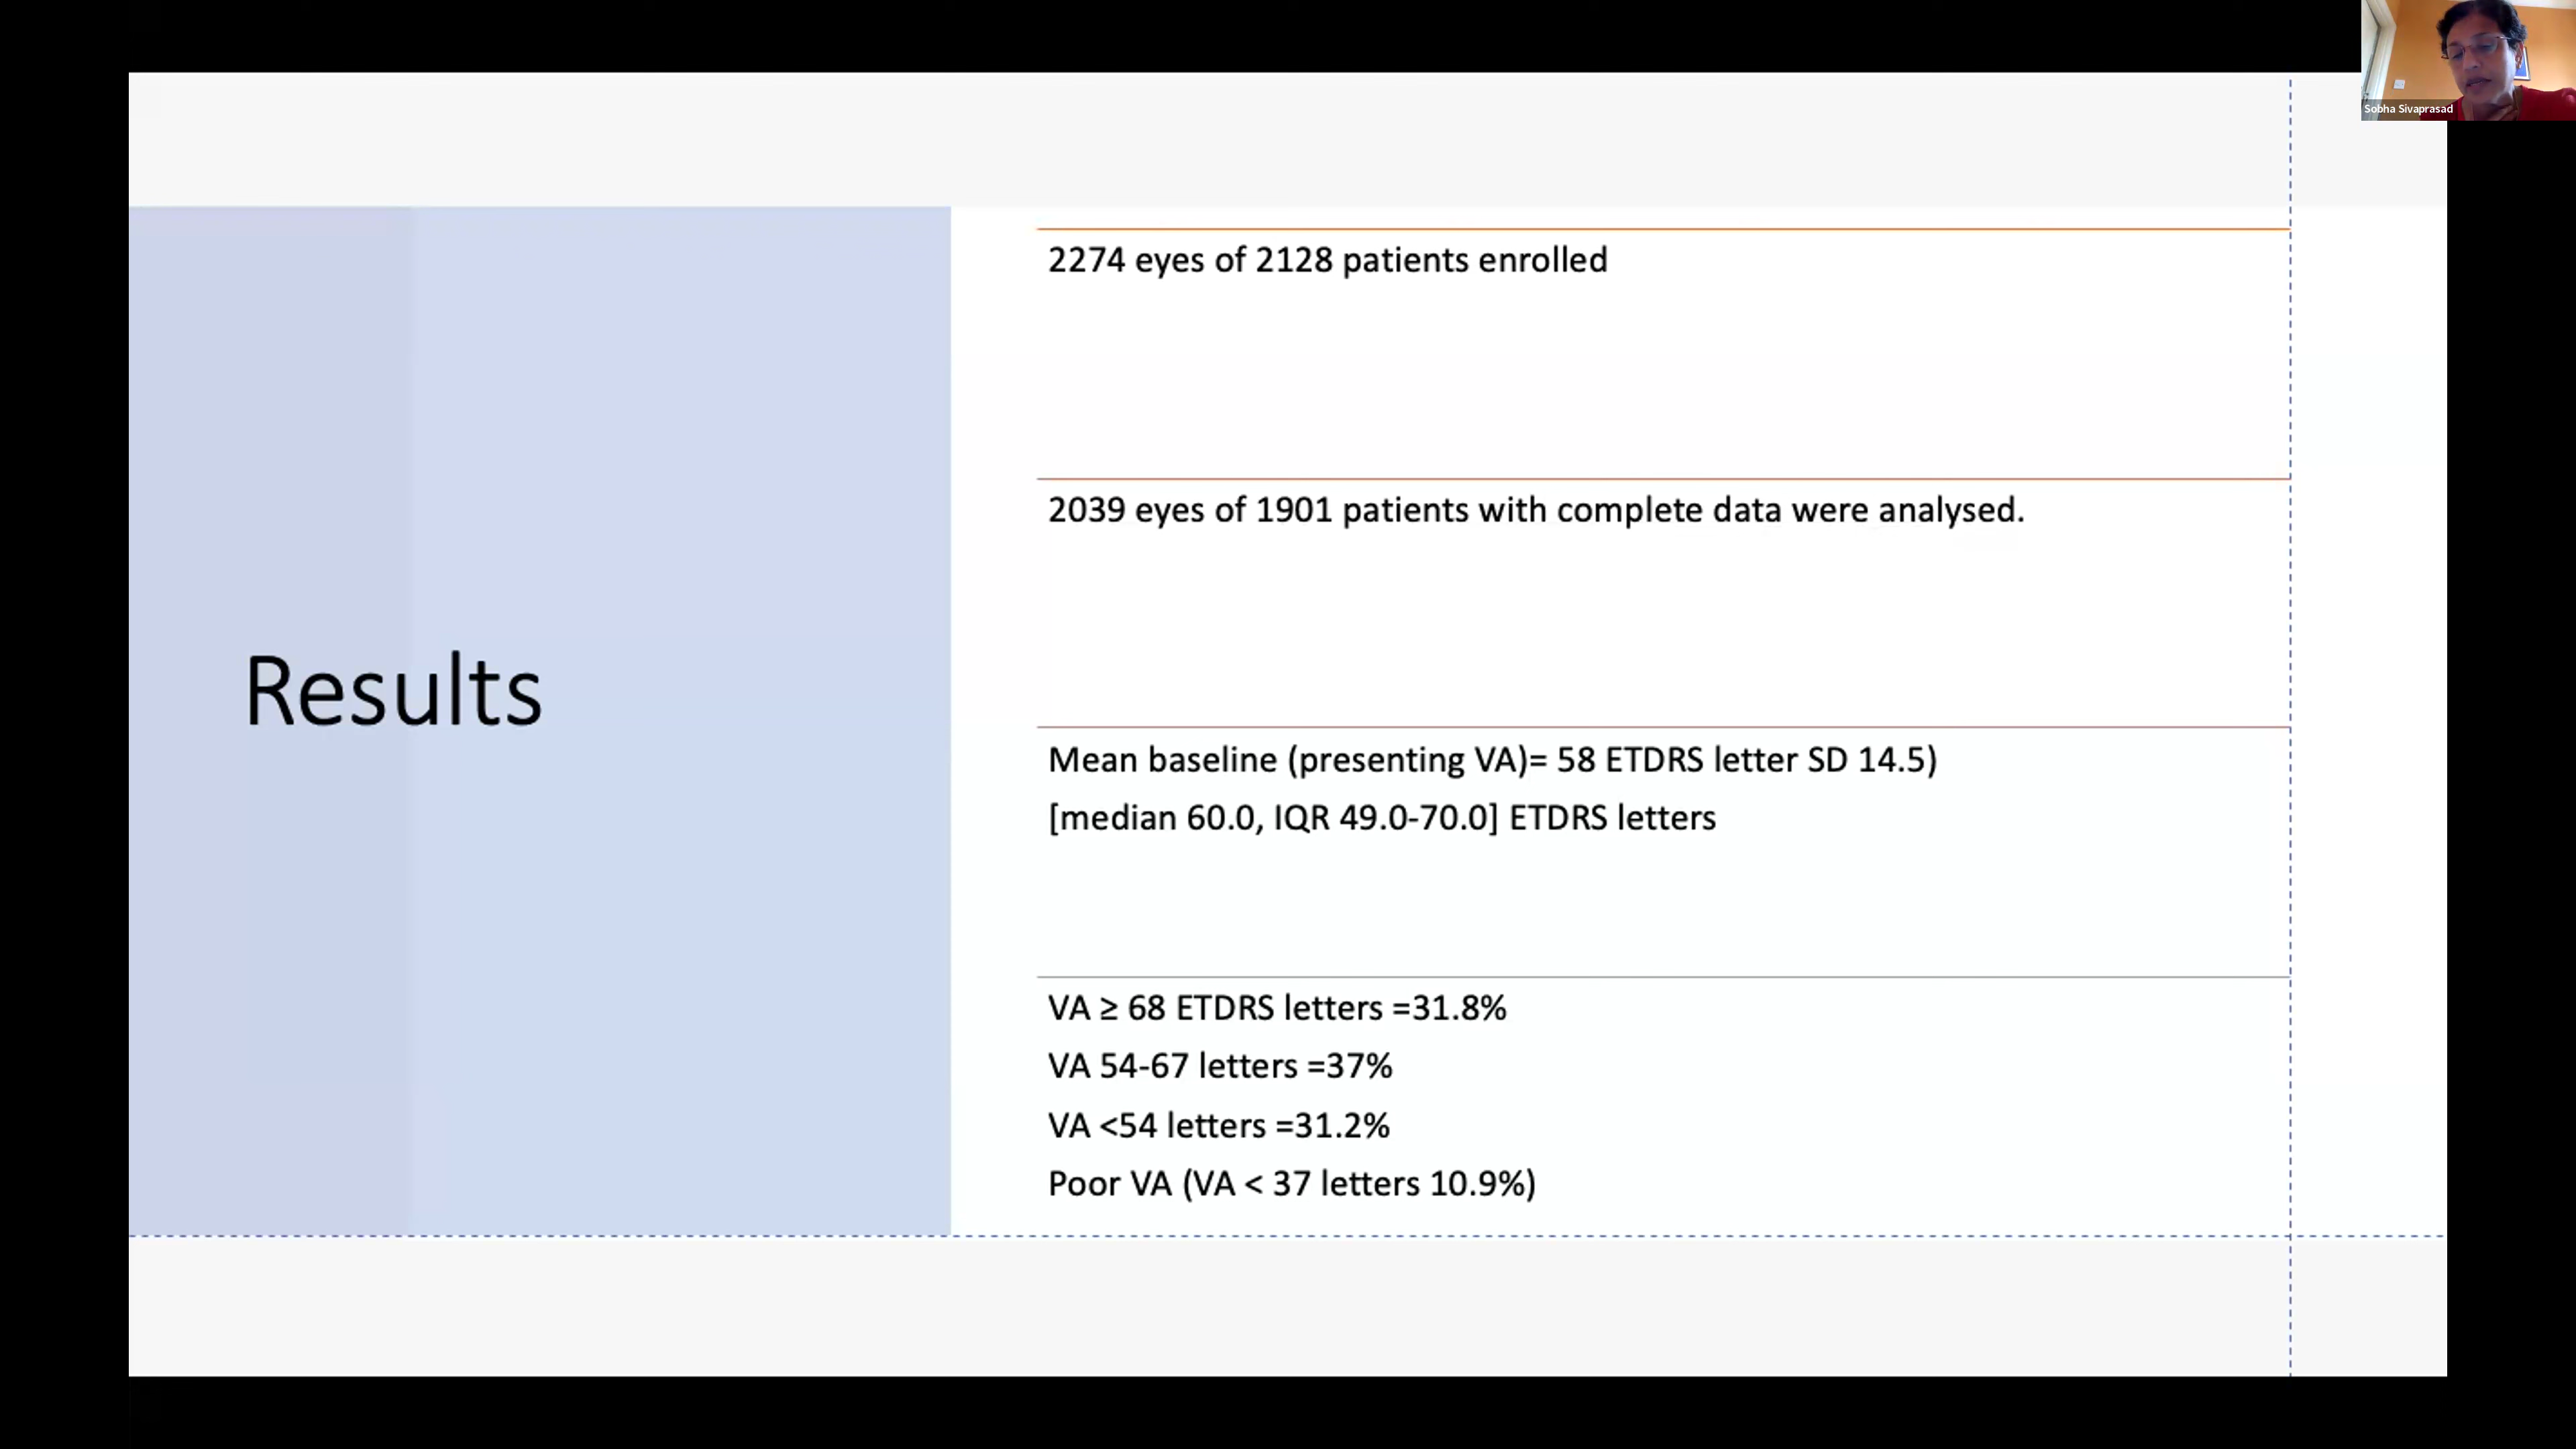 Sobha Sivaprasad
Results
2274 eyes of 2128 patients enrolled
2039 eyes of 1901 patients with complete data were analysed.
Mean baseline (presenting VA)= 58 ETDRS letter SD 14.5)
[median 60.0, IQR 49.0-70.0] ETDRS letters
VA ≥ 68 ETDRS letters =31.8%
VA 54-67 letters =37%
VA <54 letters =31.2%
Poor VA (VA < 37 letters 10.9%)